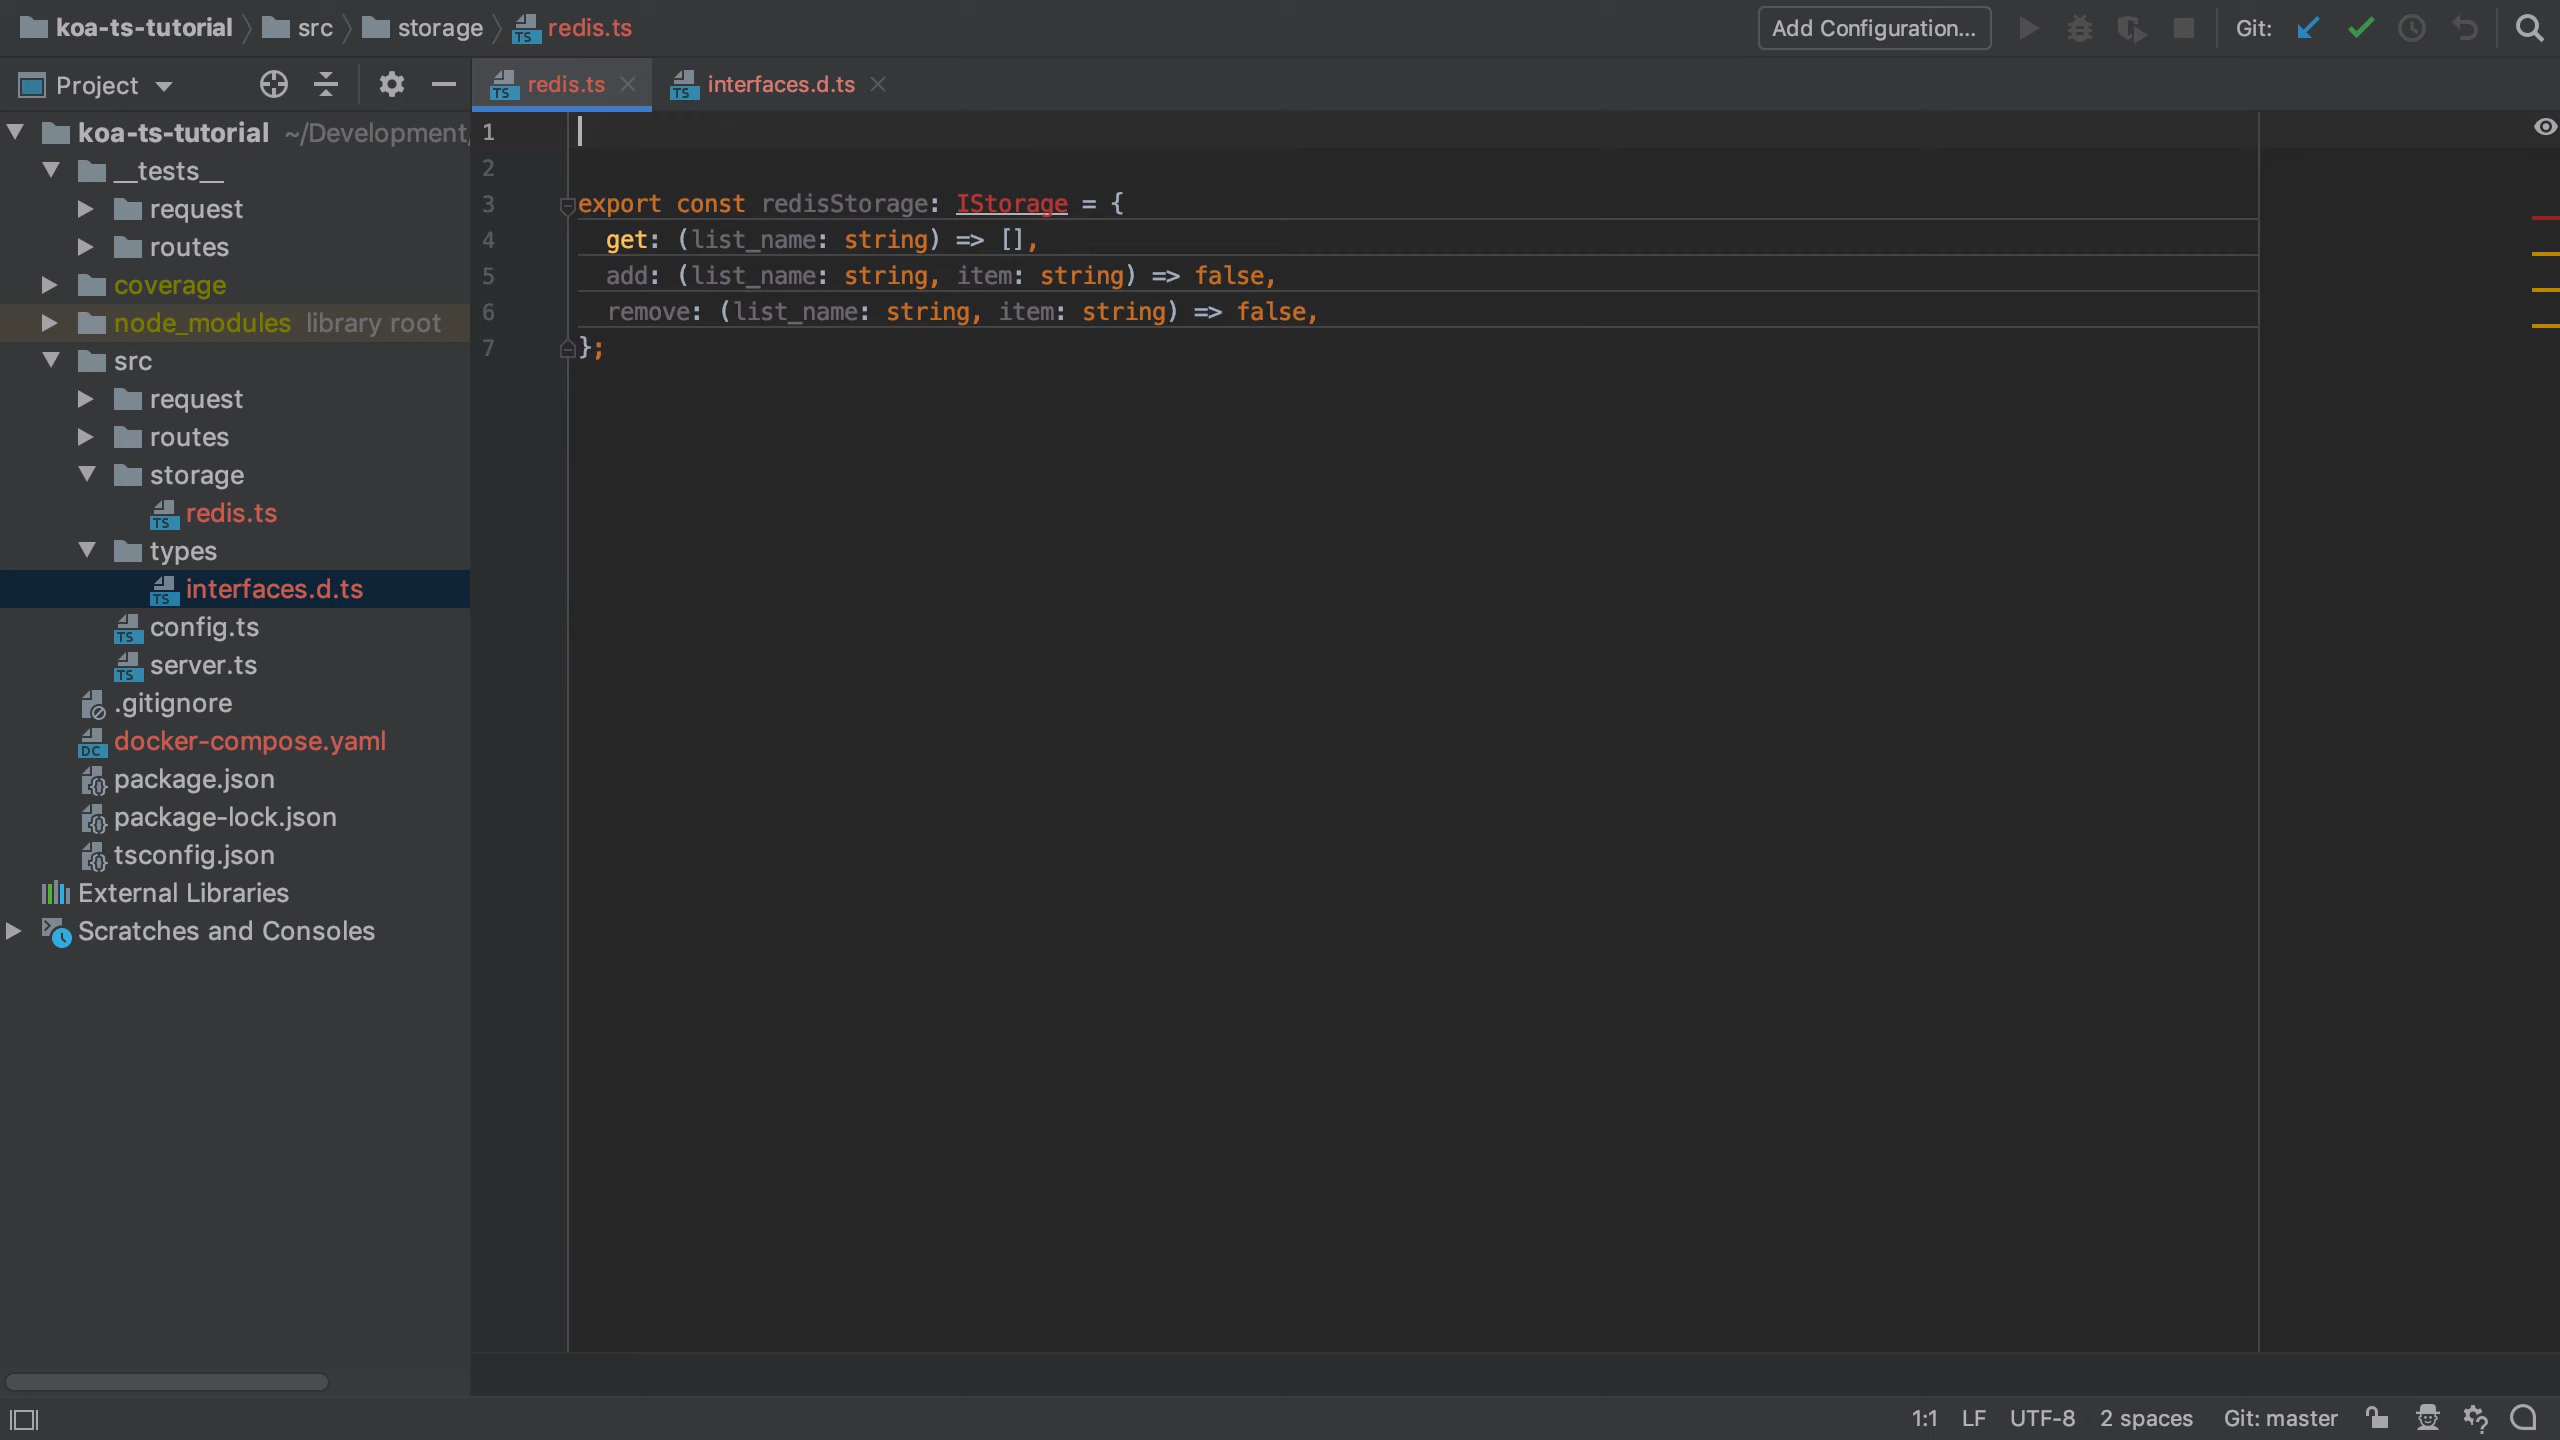 koa-ts-tutorial src storage redis.ts Add Configuration... Git:
Project redis.ts interfaces.d.ts
koa-ts-tutorial ~/Development/
__tests__
request
routes
coverage
node_modules library root
src
request
routes
storage
redis.ts
types
interfaces.d.ts
config.ts
server.ts
.gitignore
docker-compose.yaml
package.json
package-lock.json
tsconfig.json
External Libraries
Scratches and Consoles
1
2
3 export const redisStorage: IStorage = {
4 get: (list_name: string) => [],
5 add: (list_name: string, item: string) => false,
6 remove: (list_name: string, item: string) => false,
7 };
1:1 LF UTF-8 2 spaces Git: master